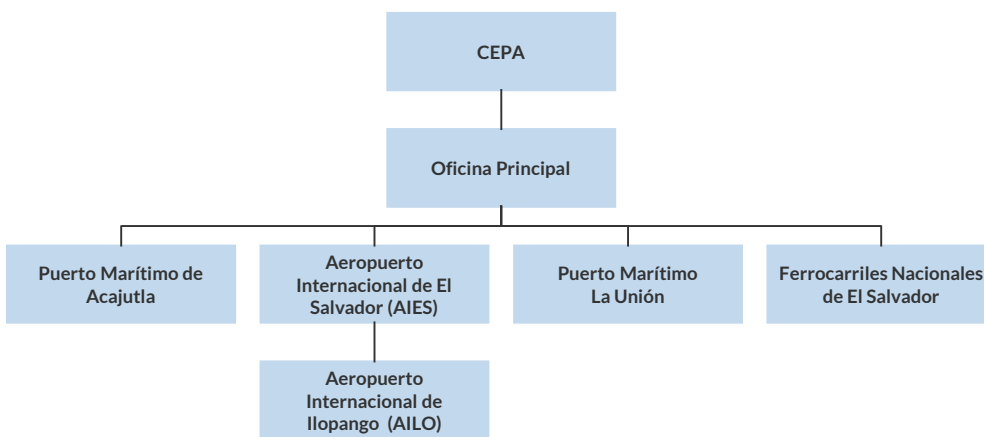 CEPA
Oficina Principal
Puerto Marítimo de
Acajutla
Aeropuerto
Internacional de El
Salvador (AIES)
Puerto Marítimo
La Unión
Ferrocarriles Nacionales
de El Salvador
Aeropuerto
Internacional de
Ilopango (AILO)